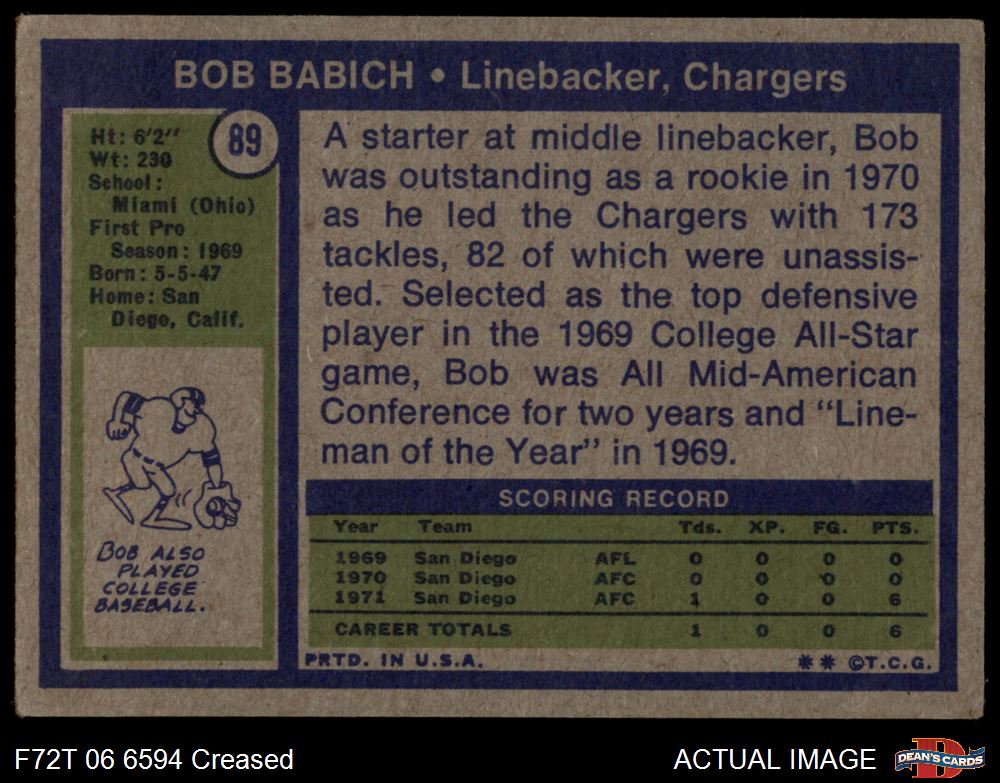 BOB BABICH • Linebacker, Chargers
89
Ht: 6'2"
Wt: 230
School:
Miami (Ohio)
First Pro
Season: 1969
Born: 5-5-47
Home: San
Diego, Calif.
A starter at middle linebacker, Bob
was outstanding as a rookie in 1970
as he led the Chargers with 173
tackles, 82 of which were unassis-
ted. Selected as the top defensive
player in the 1969 College All-Star
game, Bob was All Mid-American
Conference for two years and "Line-
man of the Year" in 1969.
BOB ALSO
PLAYED
COLLEGE
BASEBALL.
SCORING RECORD
Year Team Tds. XP. FG. PTS.
1969 San Diego AFL 0 0 0 0
1970 San Diego AFC 0 0 0 0
1971 San Diego AFC 1 0 0 6
CAREER TOTALS 1 0 0 6
PRTD. IN U.S.A. ** ©T.C.G.
F72T 06 6594 Creased
ACTUAL IMAGE
D
DEAN'S CARDS